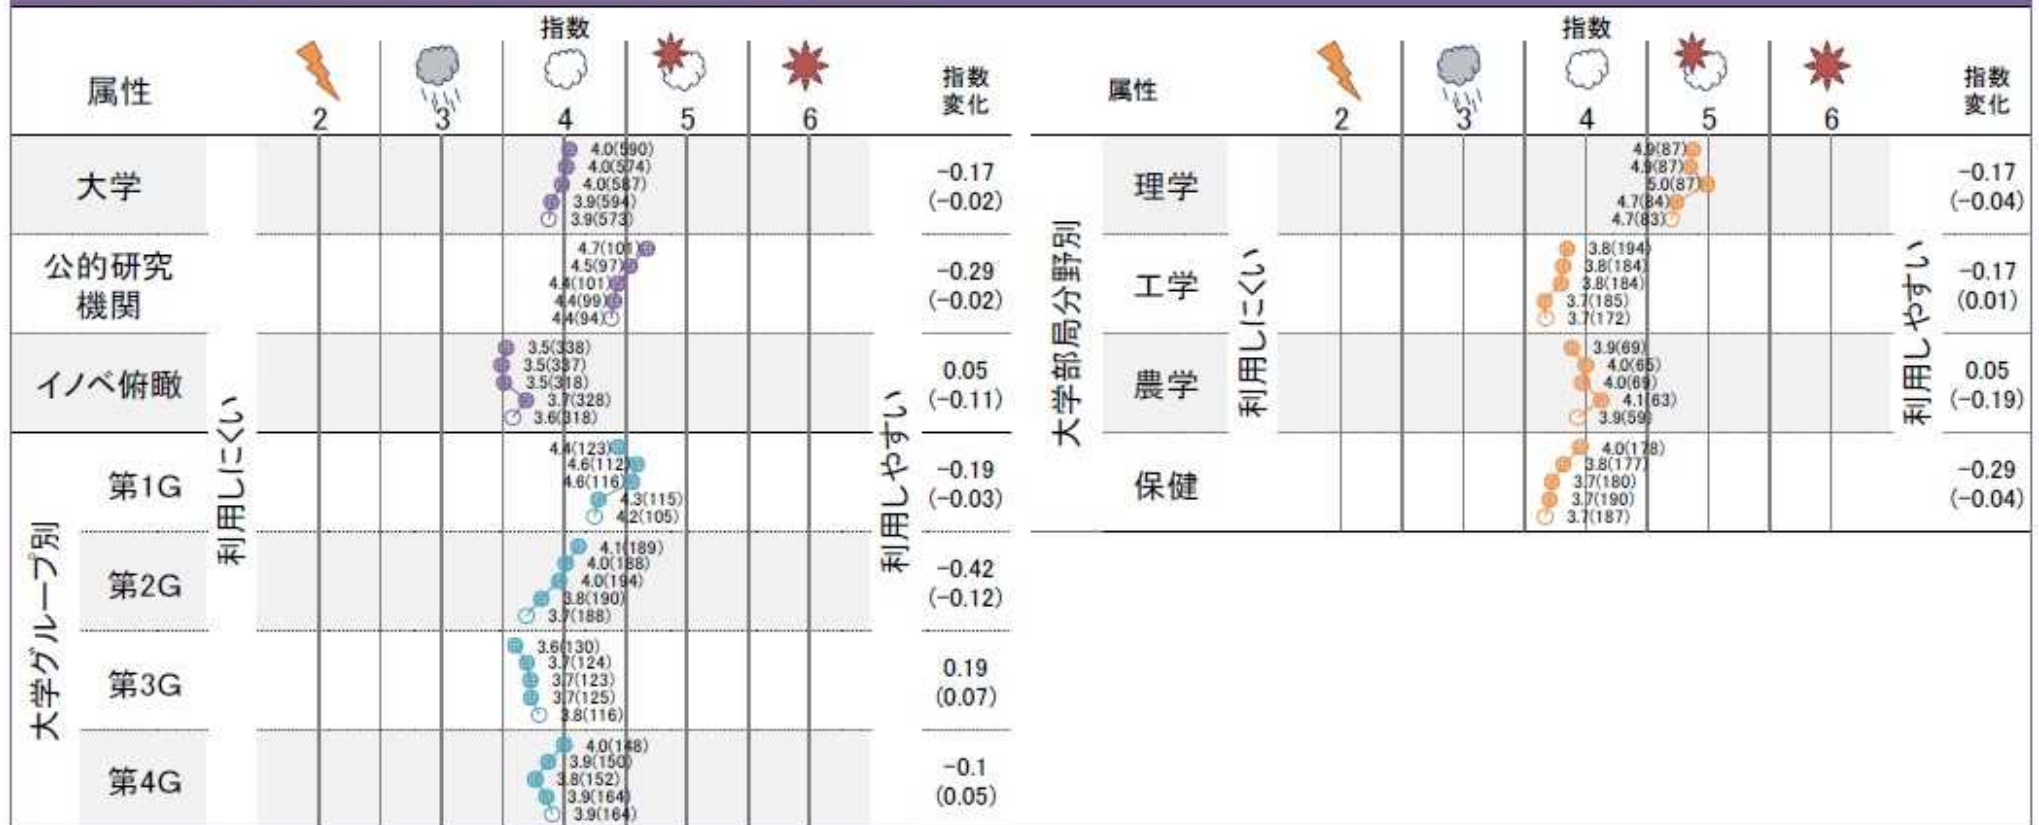 指数
属性
2 3 4 5 6
指数
変化
大学
4.0(590)
4.0(574)
4.0(587)
3.9(594)
3.9(573)
-0.17
(-0.02)
公的研究
機関
4.7(101)
4.5(97)
4.4(101)
4.4(99)
4.4(94)
-0.29
(-0.02)
イノベ俯瞰
3.5(338)
3.5(337)
3.5(318)
3.7(328)
3.6(318)
0.05
(-0.11)
大学グループ別
利用しにくい
利用しやすい
第1G
4.4(123)
4.6(112)
4.6(116)
4.3(115)
4.2(105)
-0.19
(-0.03)
第2G
4.1(189)
4.0(188)
4.0(194)
3.8(190)
3.7(188)
-0.42
(-0.12)
第3G
3.6(130)
3.7(124)
3.7(123)
3.7(125)
3.8(116)
0.19
(0.07)
第4G
4.0(148)
3.9(150)
3.8(152)
3.9(164)
3.9(164)
-0.1
(0.05)
指数
属性
2 3 4 5 6
指数
変化
大学部局分野別
利用しにくい
利用しやすい
理学
4.9(87)
4.9(87)
5.0(87)
4.7(84)
4.7(83)
-0.17
(-0.04)
工学
3.8(194)
3.8(184)
3.8(184)
3.7(185)
3.7(172)
-0.17
(0.01)
農学
3.9(69)
4.0(65)
4.0(69)
4.1(63)
3.9(59)
0.05
(-0.19)
保健
4.0(178)
3.8(177)
3.7(180)
3.7(190)
3.7(187)
-0.29
(-0.04)